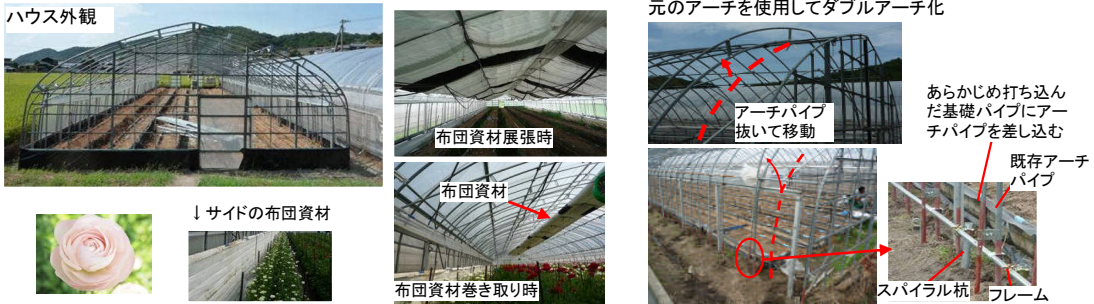 ハウス外観
↓サイドの布団資材
布団資材展張時
布団資材
布団資材巻き取り時
元のアーチを使用してダブルアーチ化
アーチパイプ
抜いて移動
あらかじめ打ち込ん
だ基礎パイプにアー
チパイプを差し込む
既存アーチ
パイプ
スパイラル杭
フレーム